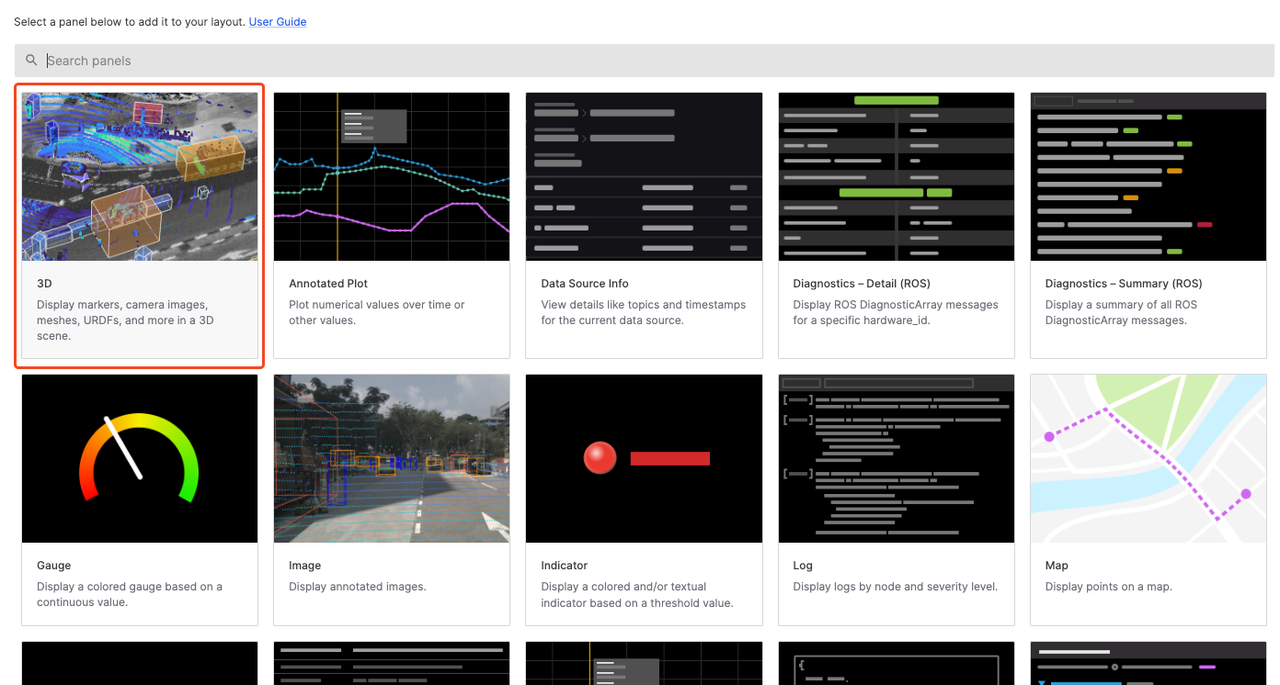 Select a panel below to add it to your layout. User Guide
Search panels
3D
Display markers, camera images,
meshes, URDFs, and more in a 3D
scene.
Annotated Plot
Plot numerical values over time or
other values.
Data Source Info
View details like topics and timestamps
for the current data source.
Diagnostics – Detail (ROS)
Display ROS DiagnosticArray messages
for a specific hardware_id.
Diagnostics – Summary (ROS)
Display a summary of all ROS
DiagnosticArray messages.
Gauge
Display a colored gauge based on a
continuous value.
Image
Display annotated images.
Indicator
Display a colored and/or textual
indicator based on a threshold value.
Log
Display logs by node and severity level.
Map
Display points on a map.